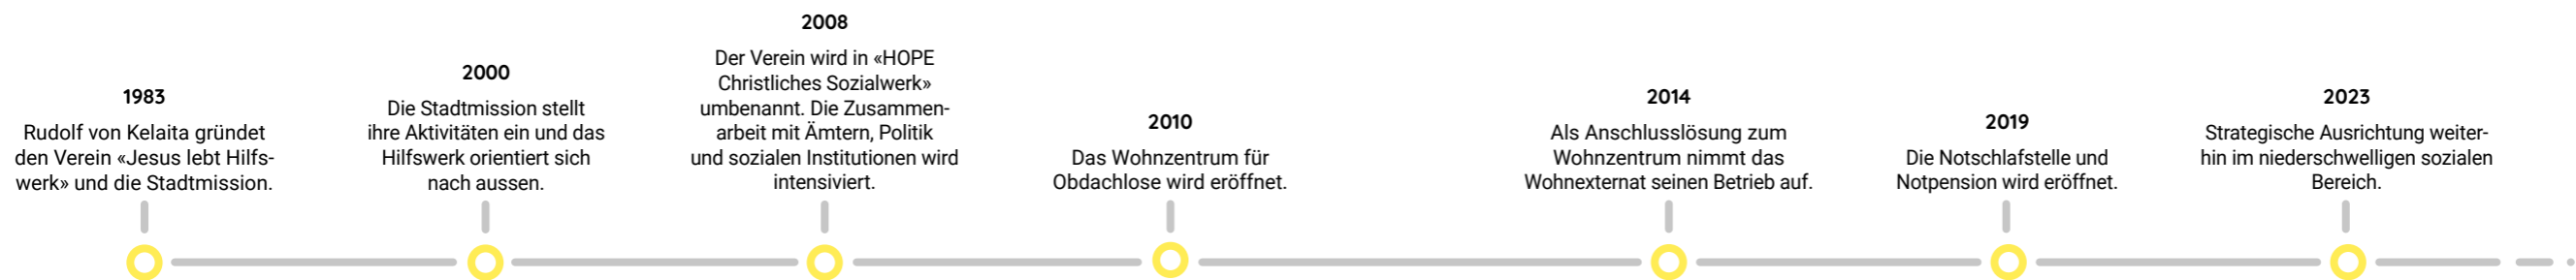 1983
Rudolf von Kelaita gründet
den Verein «Jesus lebt Hilfs-
werk» und die Stadtmission.
2000
Die Stadtmission stellt
ihre Aktivitäten ein und das
Hilfswerk orientiert sich
nach aussen.
2008
Der Verein wird in «HOPE
Christliches Sozialwerk»
umbenannt. Die Zusammen-
arbeit mit Ämtern, Politik
und sozialen Institutionen wird
intensiviert.
2010
Das Wohnzentrum für
Obdachlose wird eröffnet.
2014
Als Anschlusslösung zum
Wohnzentrum nimmt das
Wohnexternat seinen Betrieb auf.
2019
Die Notschlafstelle und
Notpension wird eröffnet.
2023
Strategische Ausrichtung weiter-
hin im niederschwelligen sozialen
Bereich.